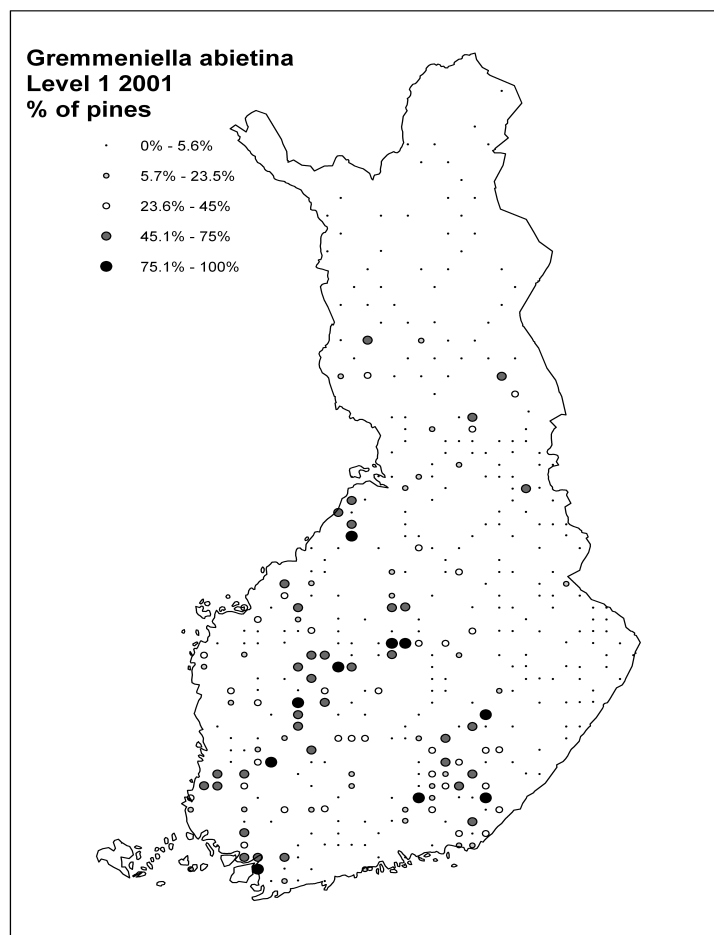 Gremmeniella abietina
Level 1 2001
% of pines
0% - 5.6%
5.7% - 23.5%
23.6% - 45%
45.1% - 75%
75.1% - 100%